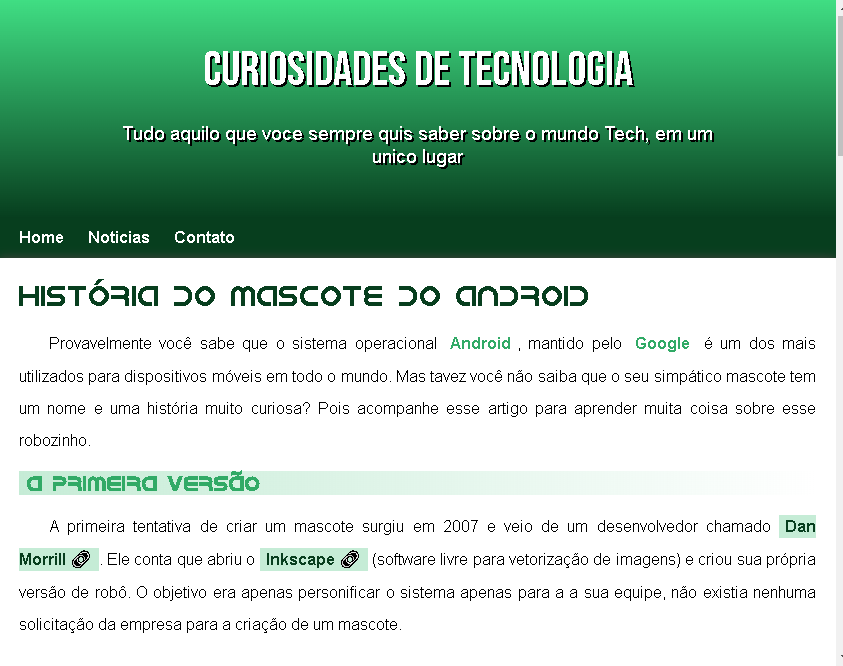 CURIOSIDADES DE TECNOLOGIA
Tudo aquilo que voce sempre quis saber sobre o mundo Tech, em um
unico lugar
Home Noticias Contato
HISTÓRIA DO MASCOTE DO ANDROID
Provavelmente você sabe que o sistema operacional Android , mantido pelo Google é um dos mais
utilizados para dispositivos móveis em todo o mundo. Mas tavez você não saiba que o seu simpático mascote tem
um nome e uma história muito curiosa? Pois acompanhe esse artigo para aprender muita coisa sobre esse
robozinho.
A PRIMEIRA VERSÃO
A primeira tentativa de criar um mascote surgiu em 2007 e veio de um desenvolvedor chamado Dan
Morrill . Ele conta que abriu o Inkscape (software livre para vetorização de imagens) e criou sua própria
versão de robô. O objetivo era apenas personificar o sistema apenas para a a sua equipe, não existia nenhuma
solicitação da empresa para a criação de um mascote.